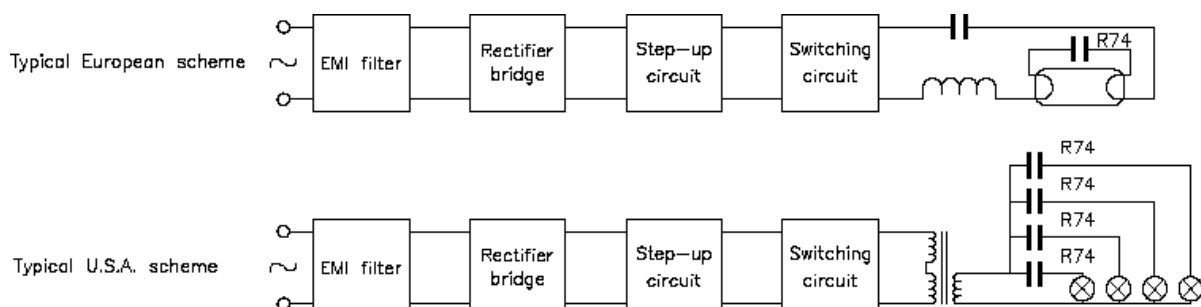 Typical European scheme
EMI filter
Rectifier
bridge
Step-up
circuit
Switching
circuit
R74
R74
R74
R74
R74
Typical U.S.A. scheme
EMI filter
Rectifier
bridge
Step-up
circuit
Switching
circuit